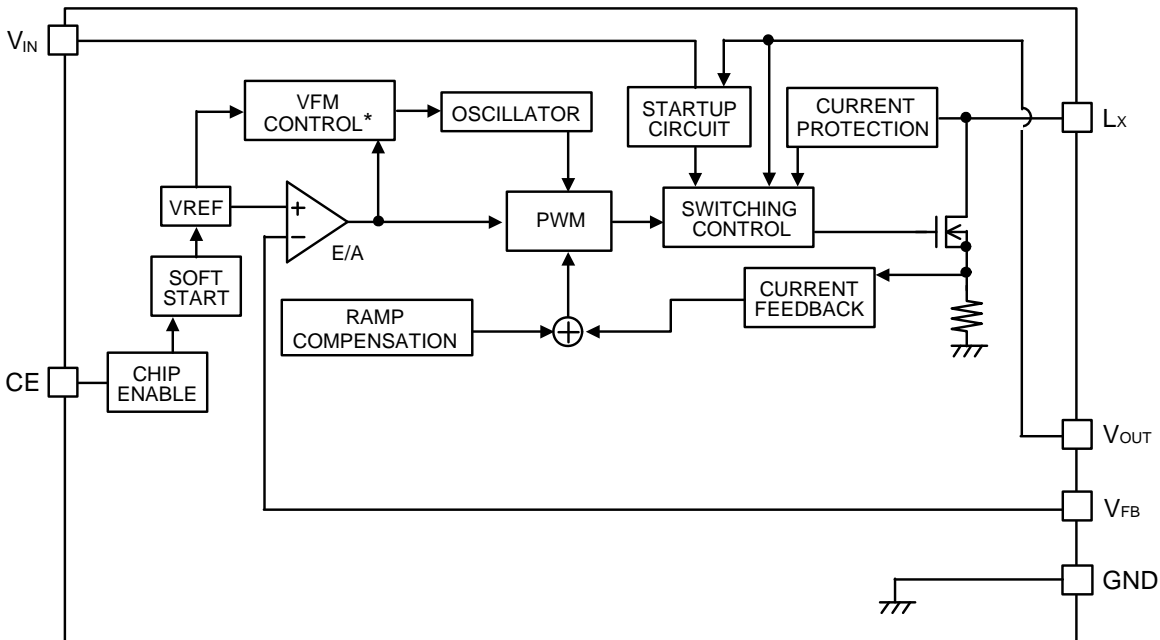 VIN
VFM
CONTROL*
OSCILLATOR
STARTUP
CIRCUIT
CURRENT
PROTECTION
LX
VREF
+
−
E/A
PWM
SWITCHING
CONTROL
SOFT
START
RAMP
COMPENSATION
+
CURRENT
FEEDBACK
CE
CHIP
ENABLE
VOUT
VFB
GND